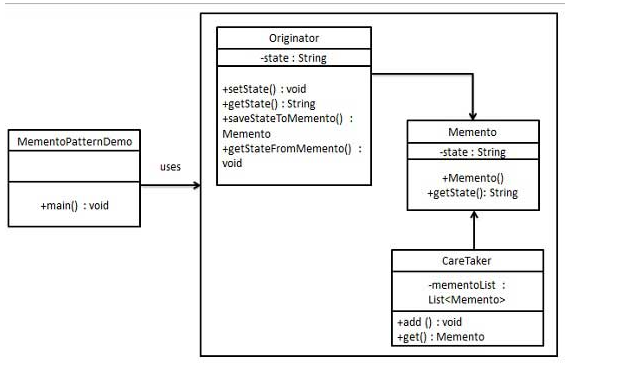 Originator
-state : String
+setState() : void
+getState() : String
+saveStateToMemento() :
Memento
+getStateFromMemento() :
void
MementoPatternDemo
+main() : void
uses
Memento
-state : String
+Memento()
+getState(): String
CareTaker
-mementoList :
List<Memento>
+add () : void
+get() : Memento